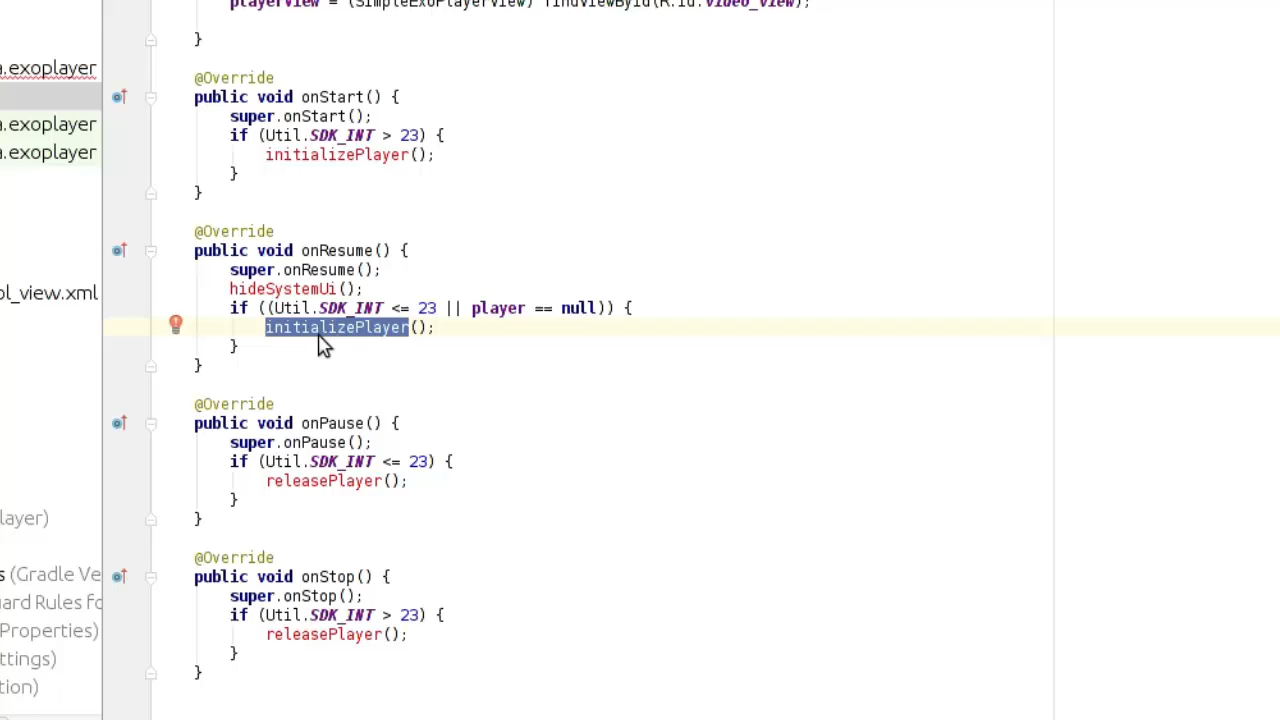 playerView = (SimpleExoPlayerView) findViewById(R.id.video_view);
}
a.exoplayer
@Override
public void onStart() {
super.onStart();
if (Util.SDK_INT > 23) {
initializePlayer();
}
}
a.exoplayer
a.exoplayer
@Override
public void onResume() {
super.onResume();
hideSystemUi();
if ((Util.SDK_INT <= 23 || player == null)) {
initializePlayer();
}
}
ol_view.xml
@Override
public void onPause() {
super.onPause();
if (Util.SDK_INT <= 23) {
releasePlayer();
}
}
layer)
@Override
public void onStop() {
super.onStop();
if (Util.SDK_INT > 23) {
releasePlayer();
}
}
s (Gradle Ve
uard Rules fo
Properties)
ttings)
tion)